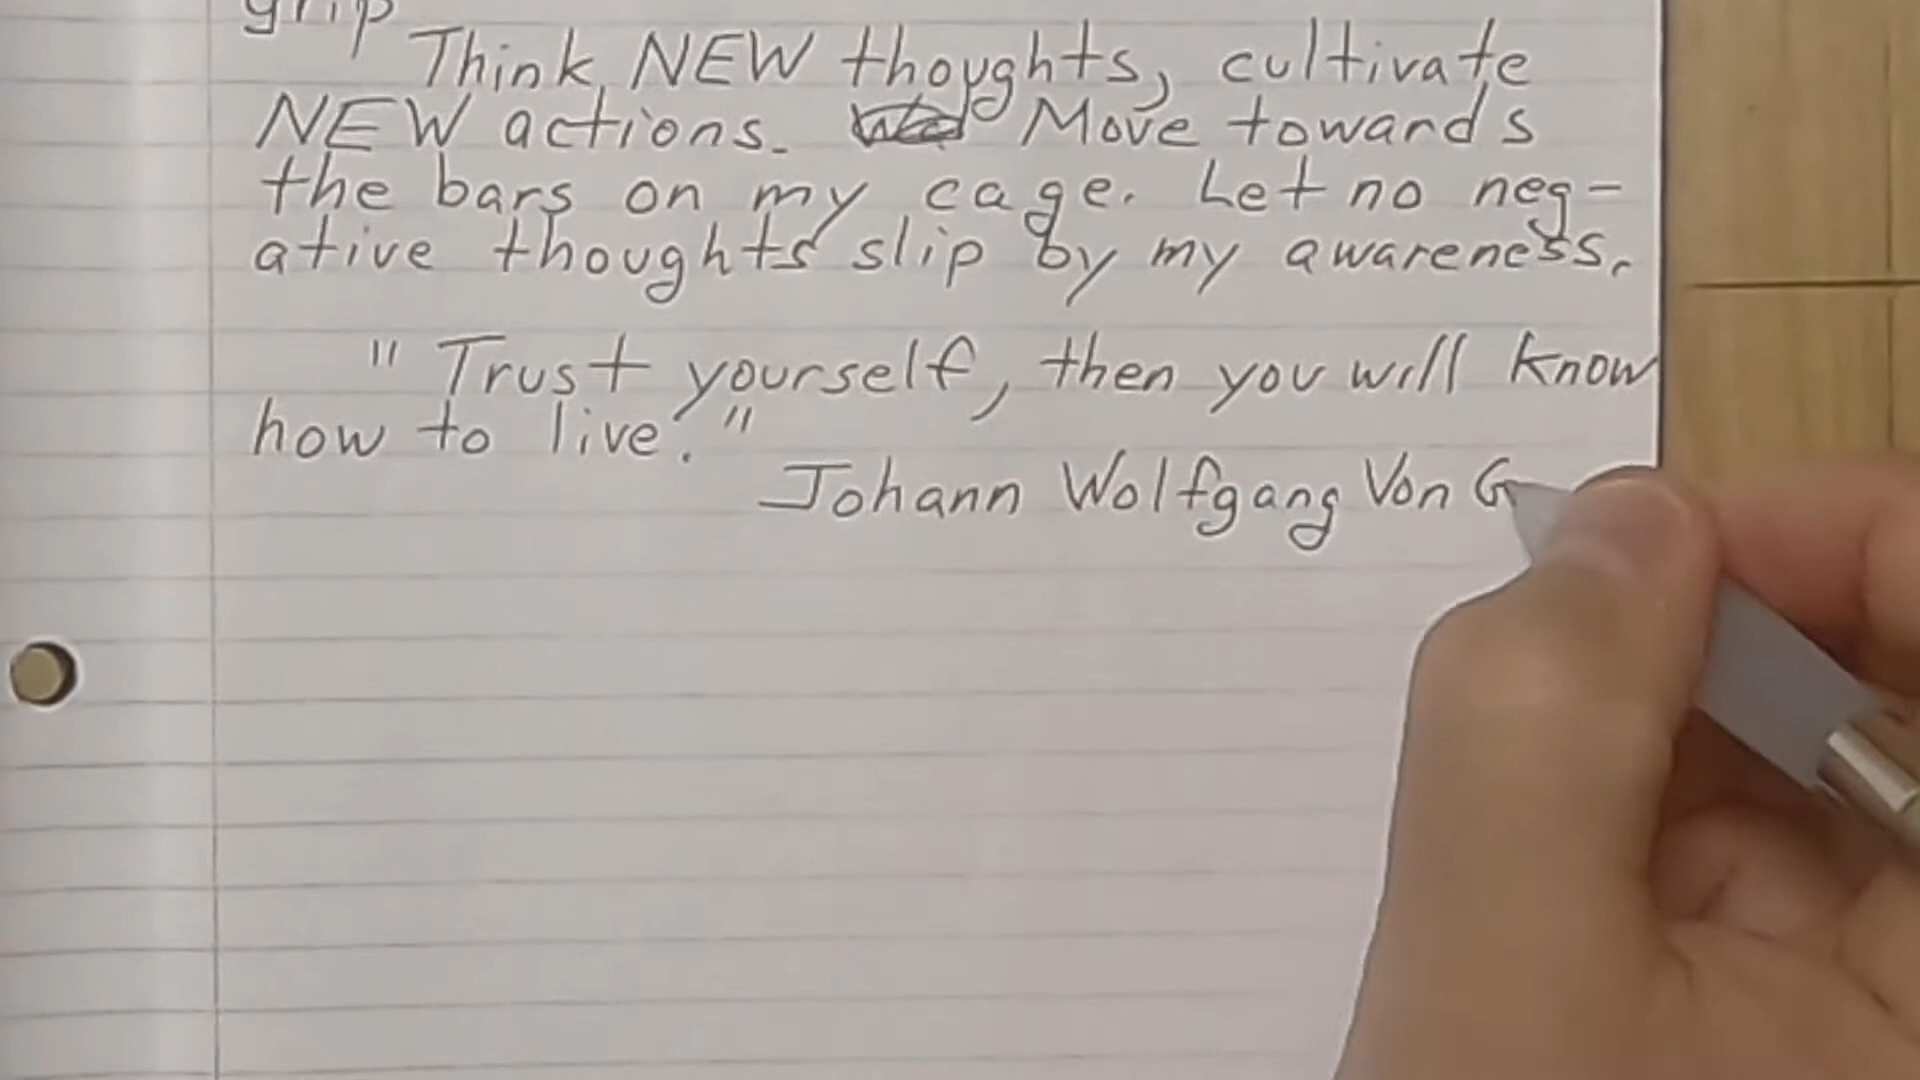 grip
Think NEW thoughts, cultivate
NEW actions. Move towards
the bars on my cage. Let no neg-
ative thoughts slip by my awareness.
"Trust yourself, then you will know
how to live."
Johann Wolfgang Von G